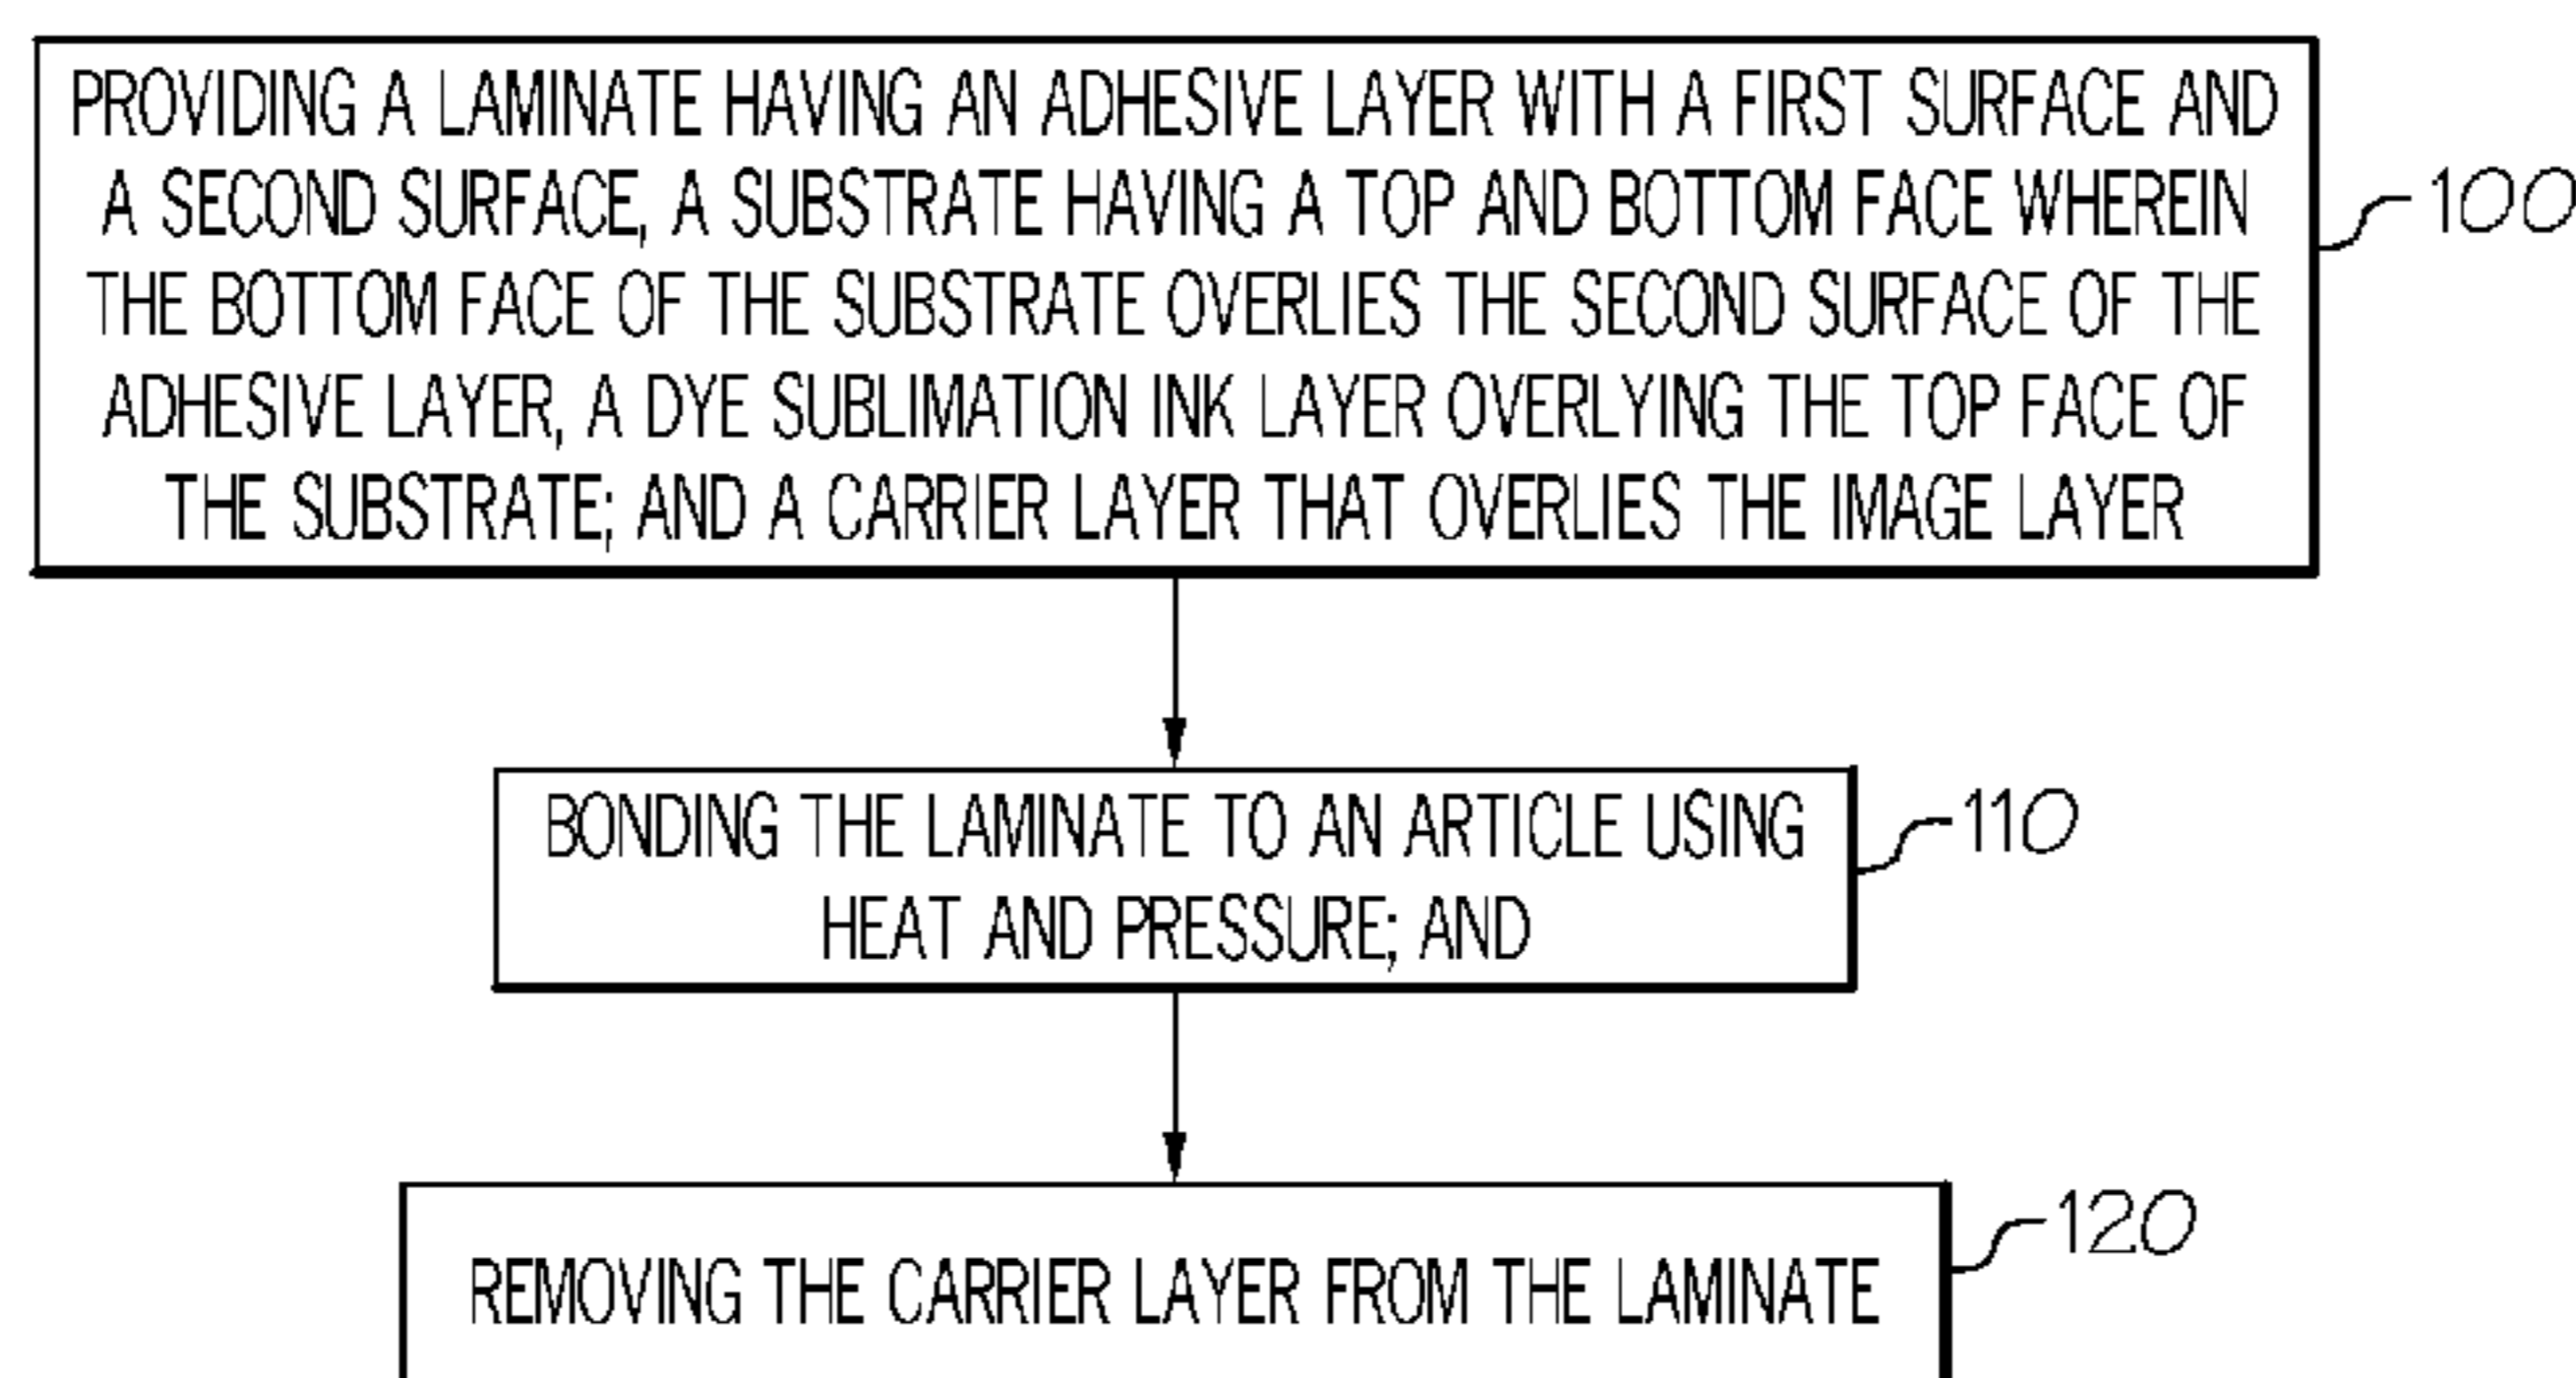 PROVIDING A LAMINATE HAVING AN ADHESIVE LAYER WITH A FIRST SURFACE AND
A SECOND SURFACE, A SUBSTRATE HAVING A TOP AND BOTTOM FACE WHEREIN
THE BOTTOM FACE OF THE SUBSTRATE OVERLIES THE SECOND SURFACE OF THE
ADHESIVE LAYER, A DYE SUBLIMATION INK LAYER OVERLYING THE TOP FACE OF
THE SUBSTRATE; AND A CARRIER LAYER THAT OVERLIES THE IMAGE LAYER
100
BONDING THE LAMINATE TO AN ARTICLE USING
HEAT AND PRESSURE; AND
110
REMOVING THE CARRIER LAYER FROM THE LAMINATE
120